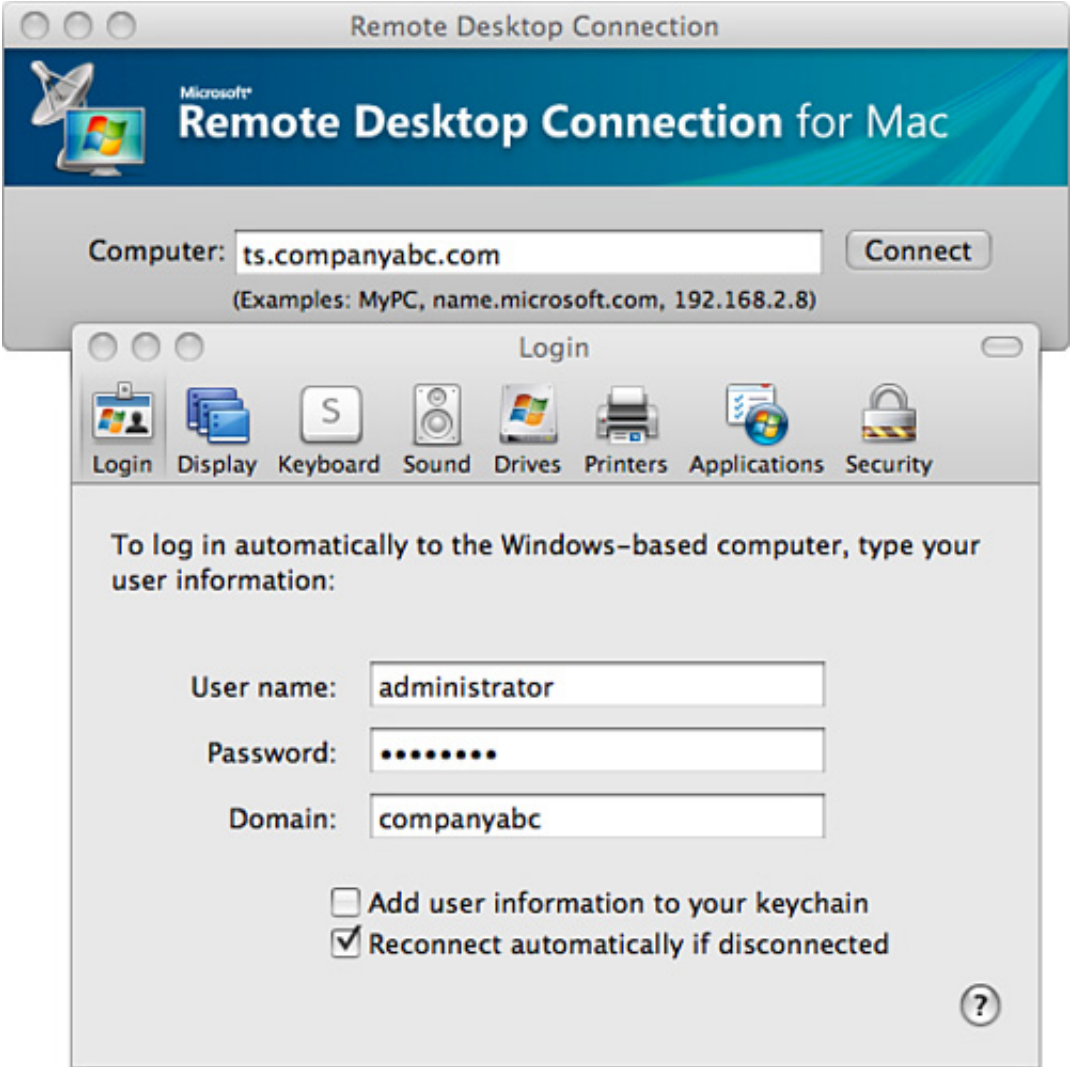 Remote Desktop Connection
Microsoft®
Remote Desktop Connection for Mac
Computer: ts.companyabc.com Connect
(Examples: MyPC, name.microsoft.com, 192.168.2.8)
Login
S
Login Display Keyboard Sound Drives Printers Applications Security
To log in automatically to the Windows-based computer, type your
user information:
User name: administrator
Password: ••••••••
Domain: companyabc
Add user information to your keychain
Reconnect automatically if disconnected
?